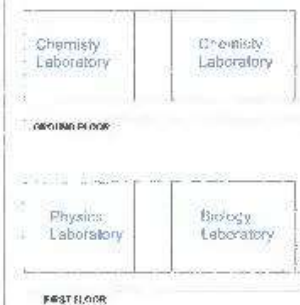 Chemisty
Laboratory
Chemisty
Laboratory
GROUND FLOOR
Physics
Laboratory
Biology
Laboratory
FIRST FLOOR